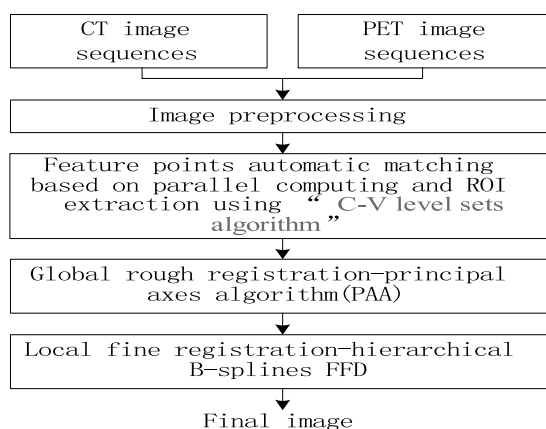 CT image
sequences
PET image
sequences
Image preprocessing
Feature points automatic matching
based on parallel computing and ROI
extraction using “ C-V level sets
algorithm”
Global rough registration-principal
axes algorithm(PAA)
Local fine registration-hierarchical
B-splines FFD
Final image